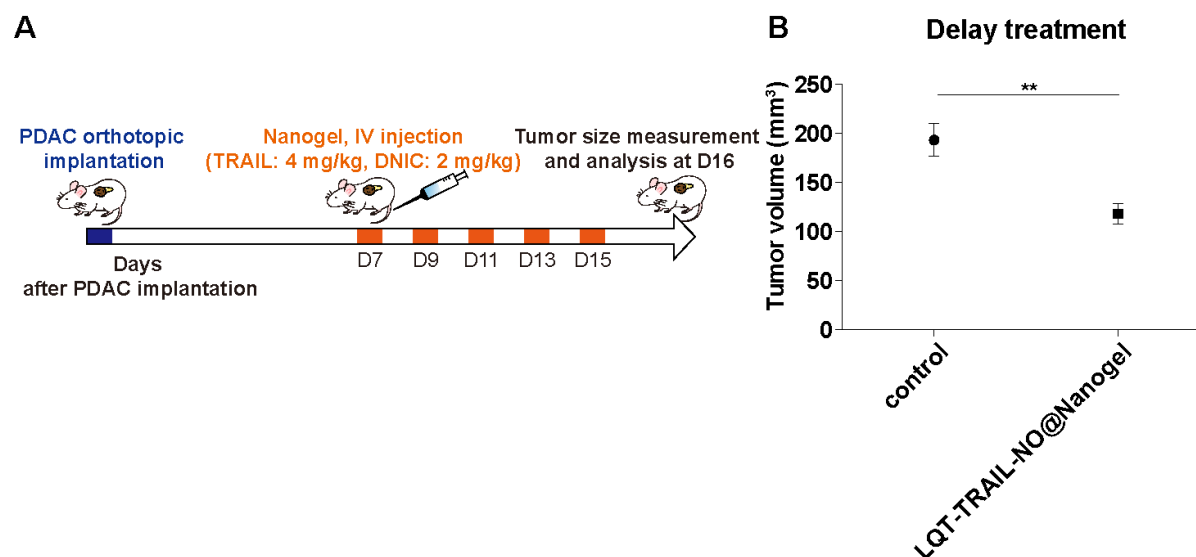 A
PDAC orthotopic
implantation
Nanogel, IV injection
(TRAIL: 4 mg/kg, DNIC: 2 mg/kg)
Tumor size measurement
and analysis at D16
D7 D9 D11 D13 D15
Days
after PDAC implantation
B
Delay treatment
**
Tumor volume (mm³)
250
200
150
100
50
0
control
LQT-TRAIL-NO@Nanogel